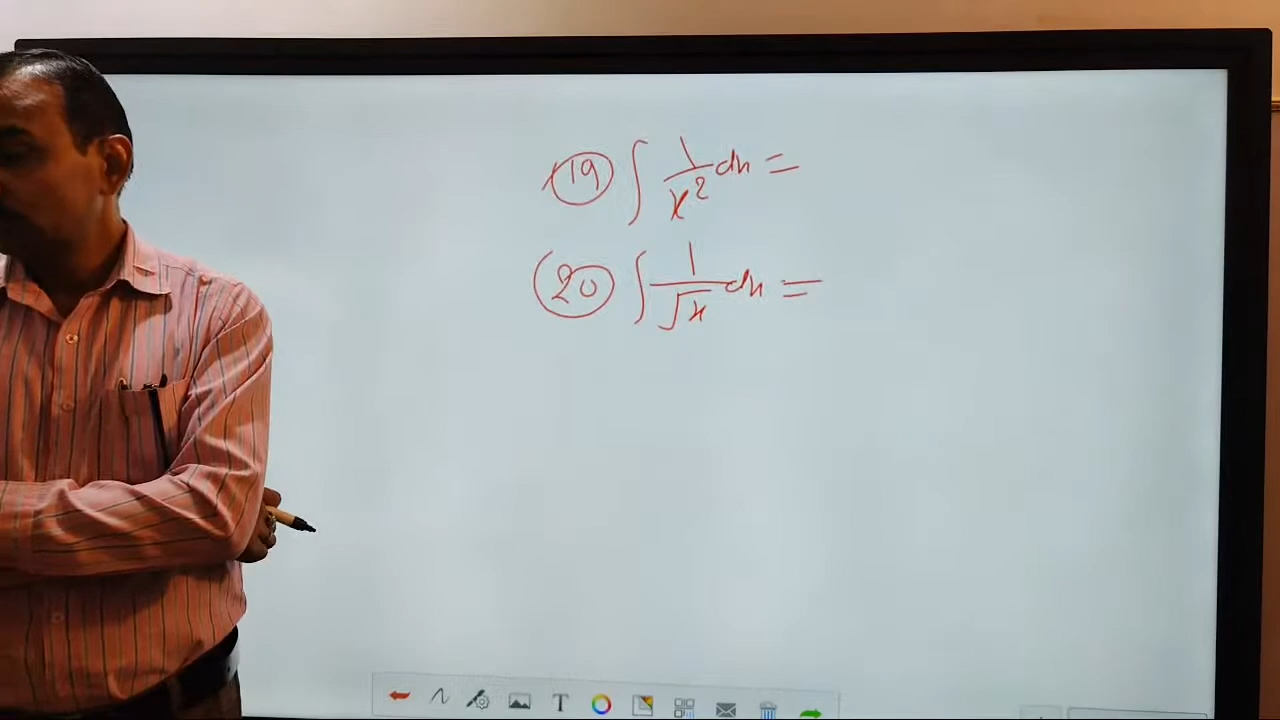 (19) ∫ 1/x² dx =
(20) ∫ 1/√x dx =
T